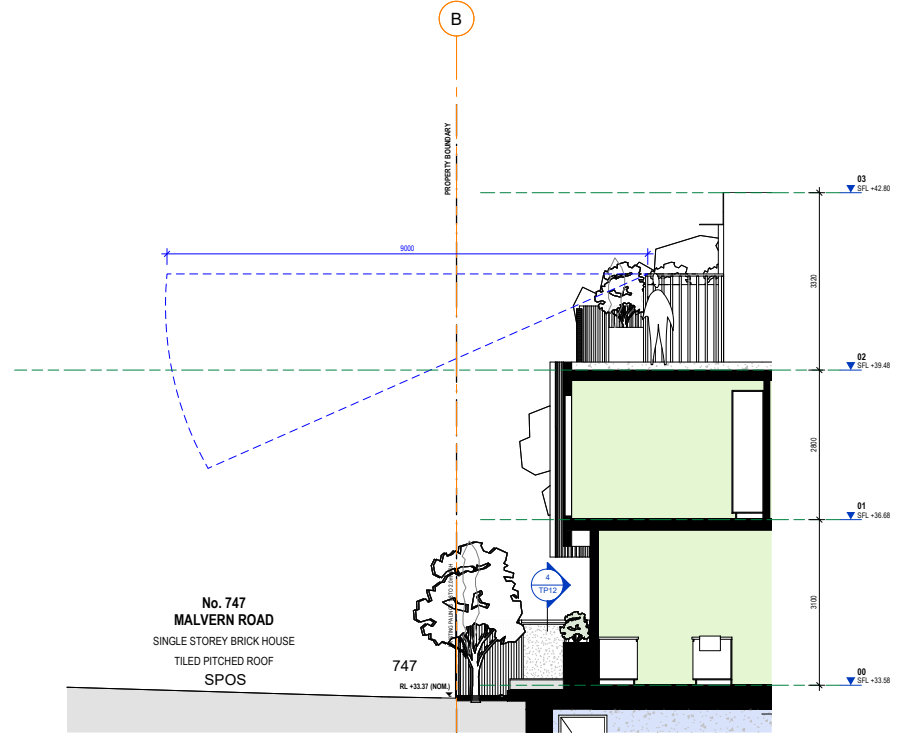 B
PROPERTY BOUNDARY
03
SFL +42.80
9000
3320
02
SFL +39.48
2800
01
SFL +36.68
4
TP12
3100
No. 747
MALVERN ROAD
SINGLE STOREY BRICK HOUSE
TILED PITCHED ROOF
SPOS
747
RL +33.37 (NOM.)
00
SFL +33.58